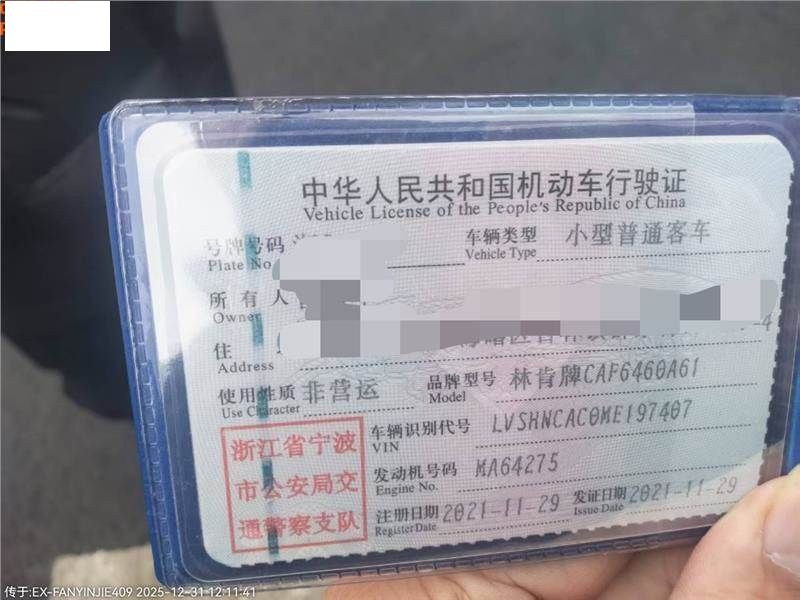 中华人民共和国机动车行驶证
Vehicle License of the People's Republic of China
号牌号码
Plate No.
车辆类型 小型普通客车
Vehicle Type
所有人
Owner
住
Address
使用性质 非营运
Use Character
品牌型号 林肯牌CAF6460A61
Model
车辆识别代号 LVSHNCAC0ME197407
VIN
发动机号码 MA64275
Engine No.
注册日期 2021-11-29
Register Date
发证日期 2021-11-29
Issue Date
浙江省宁波
市公安局交
通警察支队
传于:EX-FANYINJIE409 2025-12-31 12:11:41